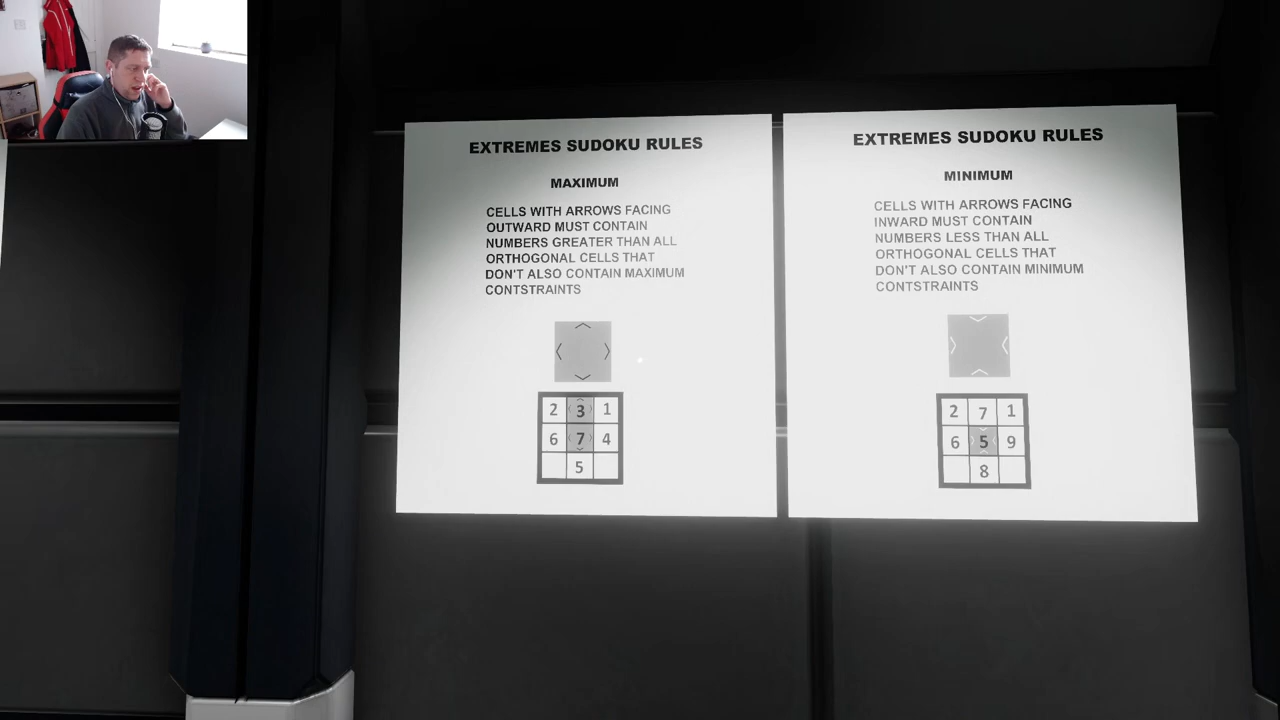 EXTREMES SUDOKU RULES
MAXIMUM
CELLS WITH ARROWS FACING
OUTWARD MUST CONTAIN
NUMBERS GREATER THAN ALL
ORTHOGONAL CELLS THAT
DON'T ALSO CONTAIN MAXIMUM
CONTSTRAINTS
2 3 1
6 7 4
5
EXTREMES SUDOKU RULES
MINIMUM
CELLS WITH ARROWS FACING
INWARD MUST CONTAIN
NUMBERS LESS THAN ALL
ORTHOGONAL CELLS THAT
DON'T ALSO CONTAIN MINIMUM
CONTSTRAINTS
2 7 1
6 5 9
8